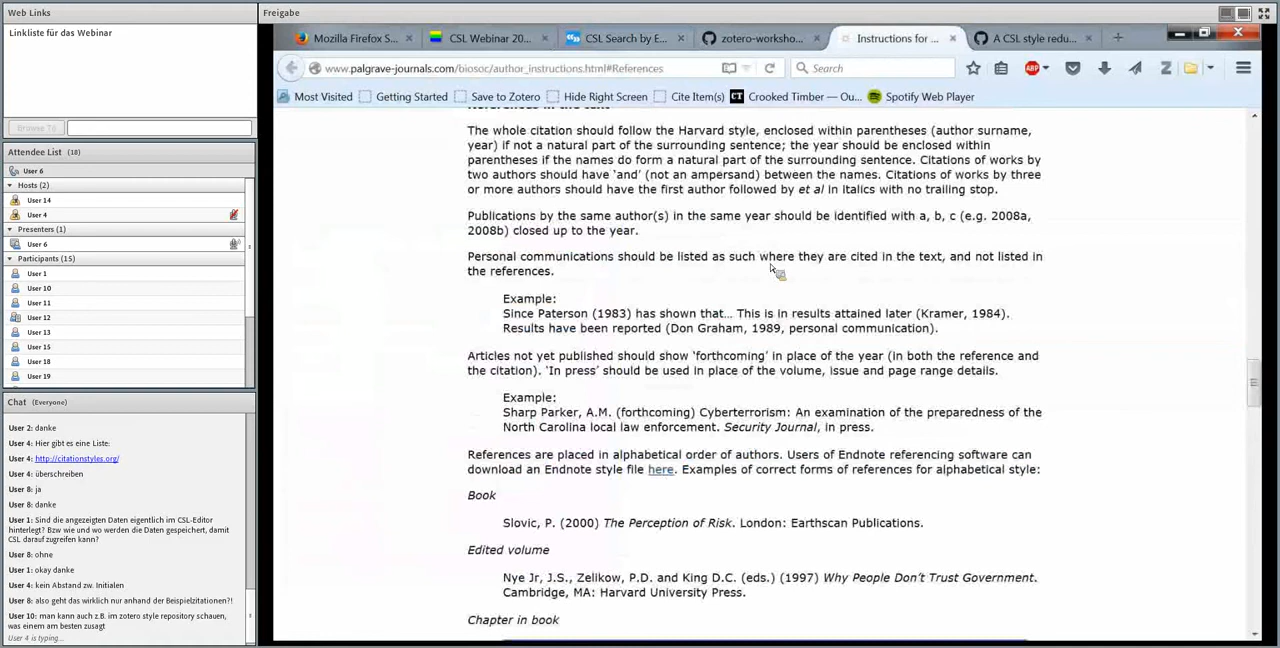 Web Links
Linkliste für das Webinar
Browse To
Attendee List (18)
User 6
Hosts (2)
User 14
User 4
Presenters (1)
User 6
Participants (15)
User 1
User 10
User 11
User 12
User 13
User 15
User 18
User 19
Chat (Everyone)
User 2: danke
User 4: Hier gibt es eine Liste:
User 4: http://citationstyles.org/
User 4: überschreiben
User 8: ja
User 8: danke
User 1: Sind die angezeigten Daten eigentlich im CSL-Editor
hinterlegt? Bzw wie und wo werden die Daten gespeichert, damit
CSL darauf zugreifen kann?
User 8: ohne
User 1: okay danke
User 4: kein Abstand zw. Initialen
User 8: also geht das wirklich nur anhand der Beispielzitationen?!
User 10: man kann auch z.B. im zotero style repository schauen,
was einem am besten zusagt
User 4 is typing...
Freigabe
Mozilla Firefox S...
CSL Webinar 20...
CSL Search by E...
zotero-worksho...
Instructions for ...
A CSL style redu...
www.palgrave-journals.com/biosoc/author_instructions.html#References
Search
ABP
Most Visited
Getting Started
Save to Zotero
Hide Right Screen
Cite Item(s)
CT Crooked Timber — Ou...
Spotify Web Player
The whole citation should follow the Harvard style, enclosed within parentheses (author surname,
year) if not a natural part of the surrounding sentence; the year should be enclosed within
parentheses if the names do form a natural part of the surrounding sentence. Citations of works by
two authors should have ‘and’ (not an ampersand) between the names. Citations of works by three
or more authors should have the first author followed by et al in italics with no trailing stop.
Publications by the same author(s) in the same year should be identified with a, b, c (e.g. 2008a,
2008b) closed up to the year.
Personal communications should be listed as such where they are cited in the text, and not listed in
the references.
Example:
Since Paterson (1983) has shown that… This is in results attained later (Kramer, 1984).
Results have been reported (Don Graham, 1989, personal communication).
Articles not yet published should show ‘forthcoming’ in place of the year (in both the reference and
the citation). ‘In press’ should be used in place of the volume, issue and page range details.
Example:
Sharp Parker, A.M. (forthcoming) Cyberterrorism: An examination of the preparedness of the
North Carolina local law enforcement. Security Journal, in press.
References are placed in alphabetical order of authors. Users of Endnote referencing software can
download an Endnote style file here. Examples of correct forms of references for alphabetical style:
Book
Slovic, P. (2000) The Perception of Risk. London: Earthscan Publications.
Edited volume
Nye Jr, J.S., Zelikow, P.D. and King D.C. (eds.) (1997) Why People Don’t Trust Government.
Cambridge, MA: Harvard University Press.
Chapter in book